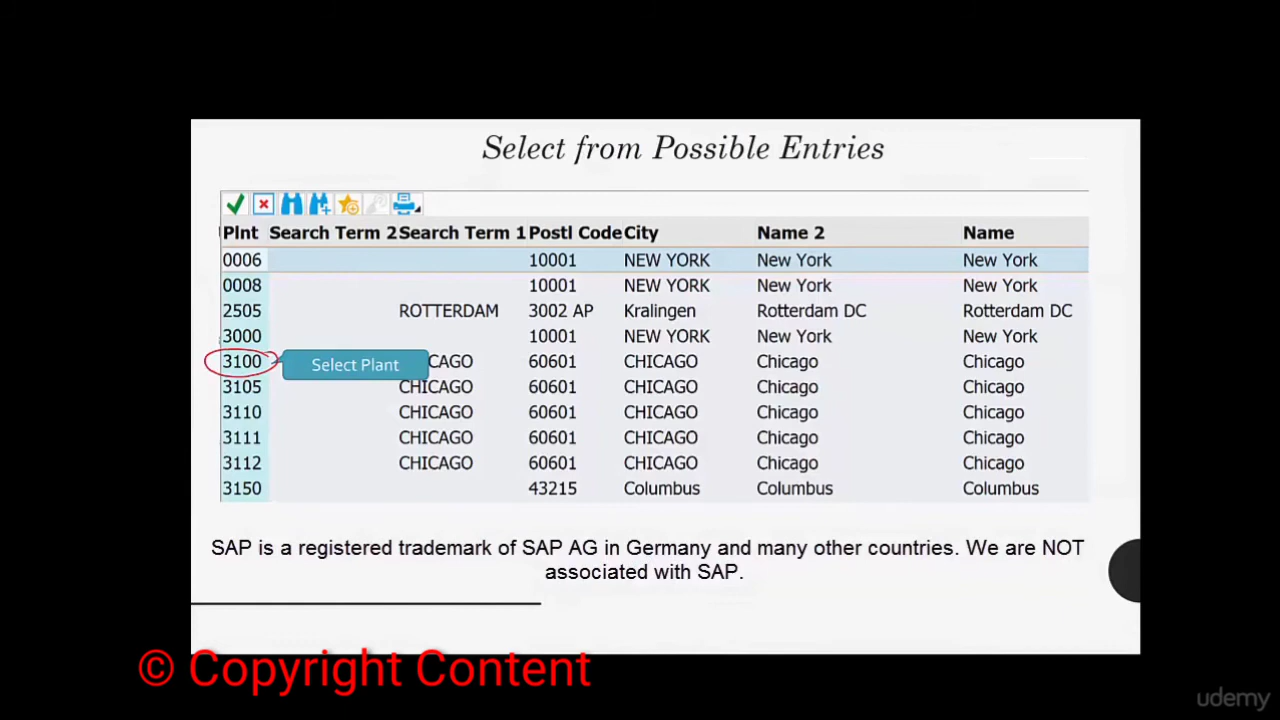 Select from Possible Entries
Plnt Search Term 2 Search Term 1 Postl Code City Name 2 Name
0006 10001 NEW YORK New York New York
0008 10001 NEW YORK New York New York
2505 ROTTERDAM 3002 AP Kralingen Rotterdam DC Rotterdam DC
3000 10001 NEW YORK New York New York
3100 Select Plant CAGO 60601 CHICAGO Chicago Chicago
3105 CHICAGO 60601 CHICAGO Chicago Chicago
3110 CHICAGO 60601 CHICAGO Chicago Chicago
3111 CHICAGO 60601 CHICAGO Chicago Chicago
3112 CHICAGO 60601 CHICAGO Chicago Chicago
3150 43215 Columbus Columbus Columbus
SAP is a registered trademark of SAP AG in Germany and many other countries. We are NOT
associated with SAP.
© Copyright Content
udemy